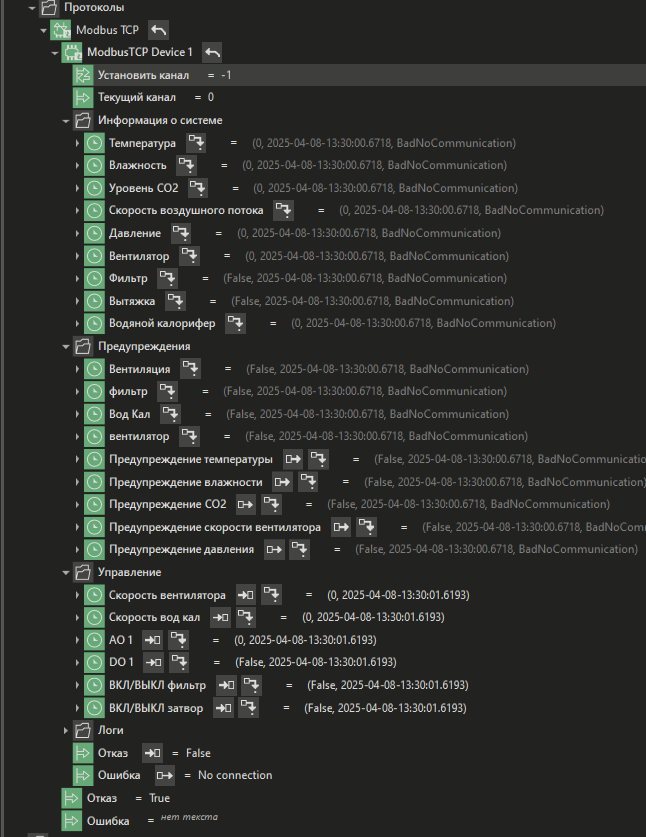 Протоколы
Modbus TCP
ModbusTCP Device 1
Установить канал = -1
Текущий канал = 0
Информация о системе
Температура = (0, 2025-04-08-13:30:00.6718, BadNoCommunication)
Влажность = (0, 2025-04-08-13:30:00.6718, BadNoCommunication)
Уровень CO2 = (0, 2025-04-08-13:30:00.6718, BadNoCommunication)
Скорость воздушного потока = (0, 2025-04-08-13:30:00.6718, BadNoCommunication)
Давление = (0, 2025-04-08-13:30:00.6718, BadNoCommunication)
Вентилятор = (0, 2025-04-08-13:30:00.6718, BadNoCommunication)
Фильтр = (False, 2025-04-08-13:30:00.6718, BadNoCommunication)
Вытяжка = (False, 2025-04-08-13:30:00.6718, BadNoCommunication)
Водяной калорифер = (0, 2025-04-08-13:30:00.6718, BadNoCommunication)
Предупреждения
Вентиляция = (False, 2025-04-08-13:30:00.6718, BadNoCommunication)
фильтр = (False, 2025-04-08-13:30:00.6718, BadNoCommunication)
Вод Кал = (False, 2025-04-08-13:30:00.6718, BadNoCommunication)
вентилятор = (False, 2025-04-08-13:30:00.6718, BadNoCommunication)
Предупреждение температуры = (False, 2025-04-08-13:30:00.6718, BadNoCommunicatio
Предупреждение влажности = (False, 2025-04-08-13:30:00.6718, BadNoCommunication)
Предупреждение CO2 = (False, 2025-04-08-13:30:00.6718, BadNoCommunication)
Предупреждение скорости вентилятора = (False, 2025-04-08-13:30:00.6718, BadNoCom
Предупреждение давления = (False, 2025-04-08-13:30:00.6718, BadNoCommunication)
Управление
Скорость вентилятора = (0, 2025-04-08-13:30:01.6193)
Скорость вод кал = (0, 2025-04-08-13:30:01.6193)
AO 1 = (0, 2025-04-08-13:30:01.6193)
DO 1 = (False, 2025-04-08-13:30:01.6193)
ВКЛ/ВЫКЛ фильтр = (False, 2025-04-08-13:30:01.6193)
ВКЛ/ВЫКЛ затвор = (False, 2025-04-08-13:30:01.6193)
Логи
Отказ = False
Ошибка = No connection
Отказ = True
Ошибка = нет текста